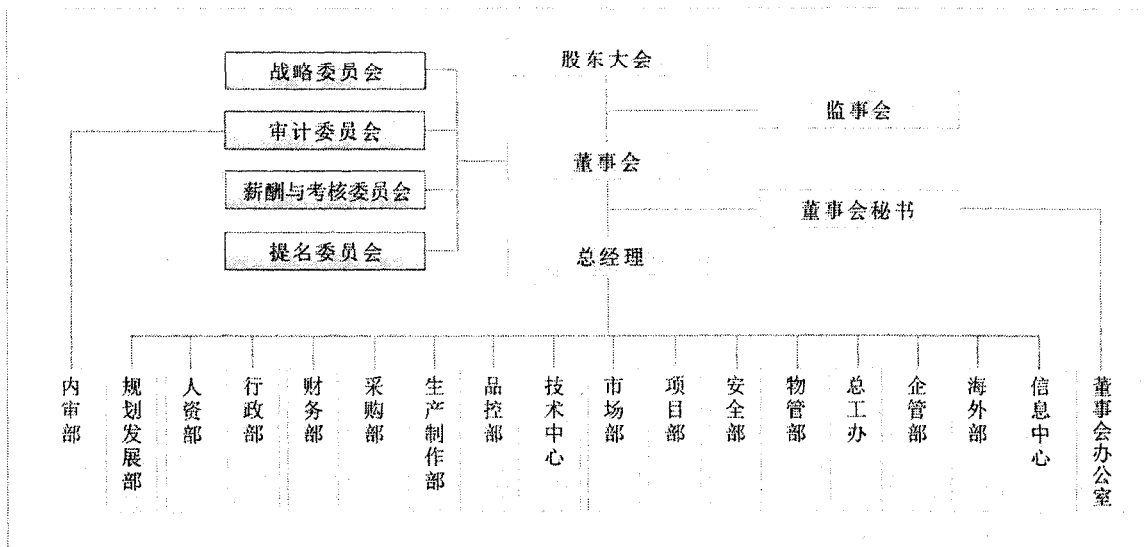 股东大会
战略委员会
监事会
审计委员会
董事会
薪酬与考核委员会
董事会秘书
提名委员会
总经理
内审部
规划发展部
人资部
行政部
财务部
采购部
生产制作部
品控部
技术中心
市场部
项目部
安全部
物管部
总工办
企管部
海外部
信息中心
董事会办公室